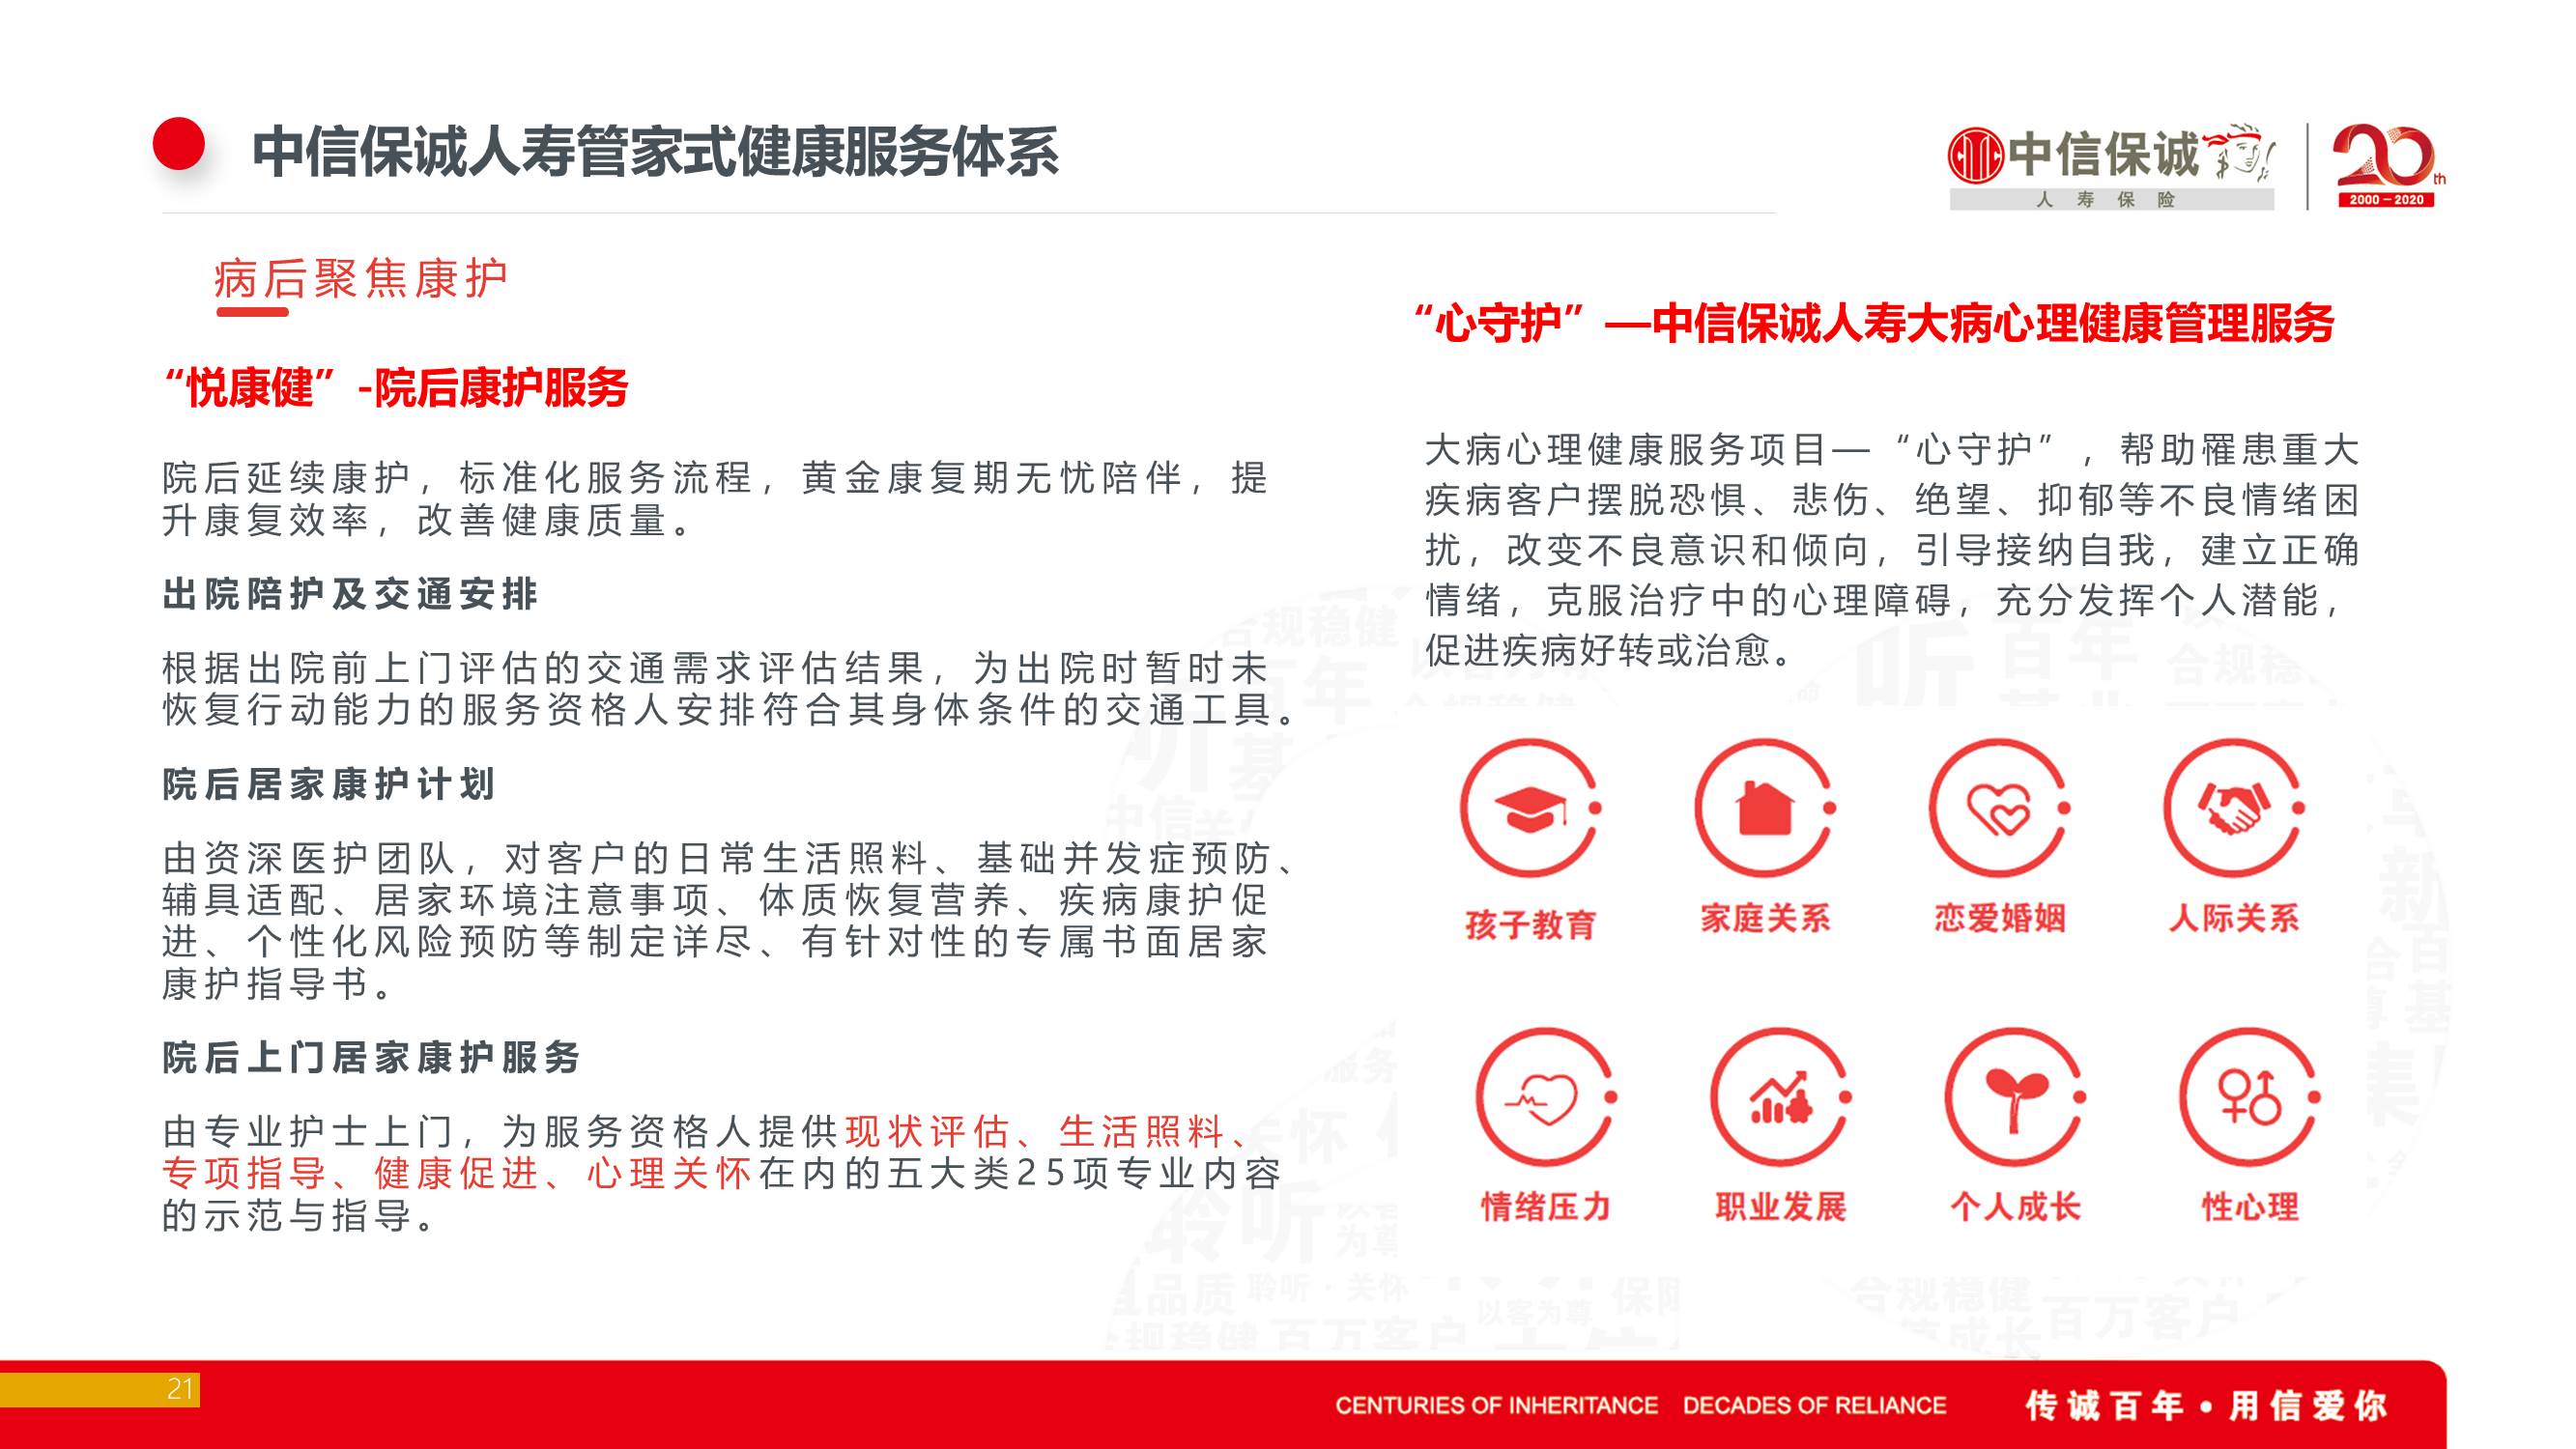 中信保诚人寿管家式健康服务体系
中信保诚
人寿保险
20th
2000－2020
病后聚焦康护
“悦康健”-院后康护服务
院后延续康护，标准化服务流程，黄金康复期无忧陪伴，提
升康复效率，改善健康质量。
出院陪护及交通安排
根据出院前上门评估的交通需求评估结果，为出院时暂时未
恢复行动能力的服务资格人安排符合其身体条件的交通工具。
院后居家康护计划
由资深医护团队，对客户的日常生活照料、基础并发症预防、
辅具适配、居家环境注意事项、体质恢复营养、疾病康护促
进、个性化风险预防等制定详尽、有针对性的专属书面居家
康护指导书。
院后上门居家康护服务
由专业护士上门，为服务资格人提供现状评估、生活照料、
专项指导、健康促进、心理关怀在内的五大类25项专业内容
的示范与指导。
“心守护”—中信保诚人寿大病心理健康管理服务
大病心理健康服务项目—“心守护”，帮助罹患重大
疾病客户摆脱恐惧、悲伤、绝望、抑郁等不良情绪困
扰，改变不良意识和倾向，引导接纳自我，建立正确
情绪，克服治疗中的心理障碍，充分发挥个人潜能，
促进疾病好转或治愈。
孩子教育
家庭关系
恋爱婚姻
人际关系
情绪压力
职业发展
个人成长
性心理
21
CENTURIES OF INHERITANCE DECADES OF RELIANCE
传诚百年•用信爱你